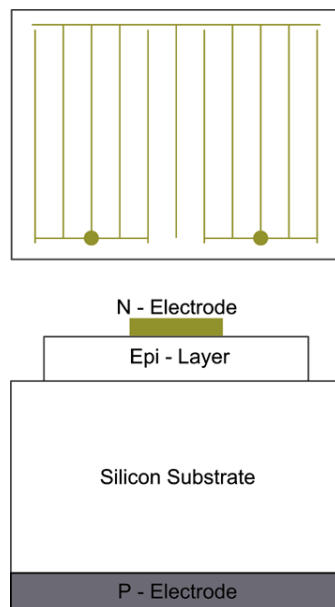 N - Electrode
Epi - Layer
Silicon Substrate
P - Electrode